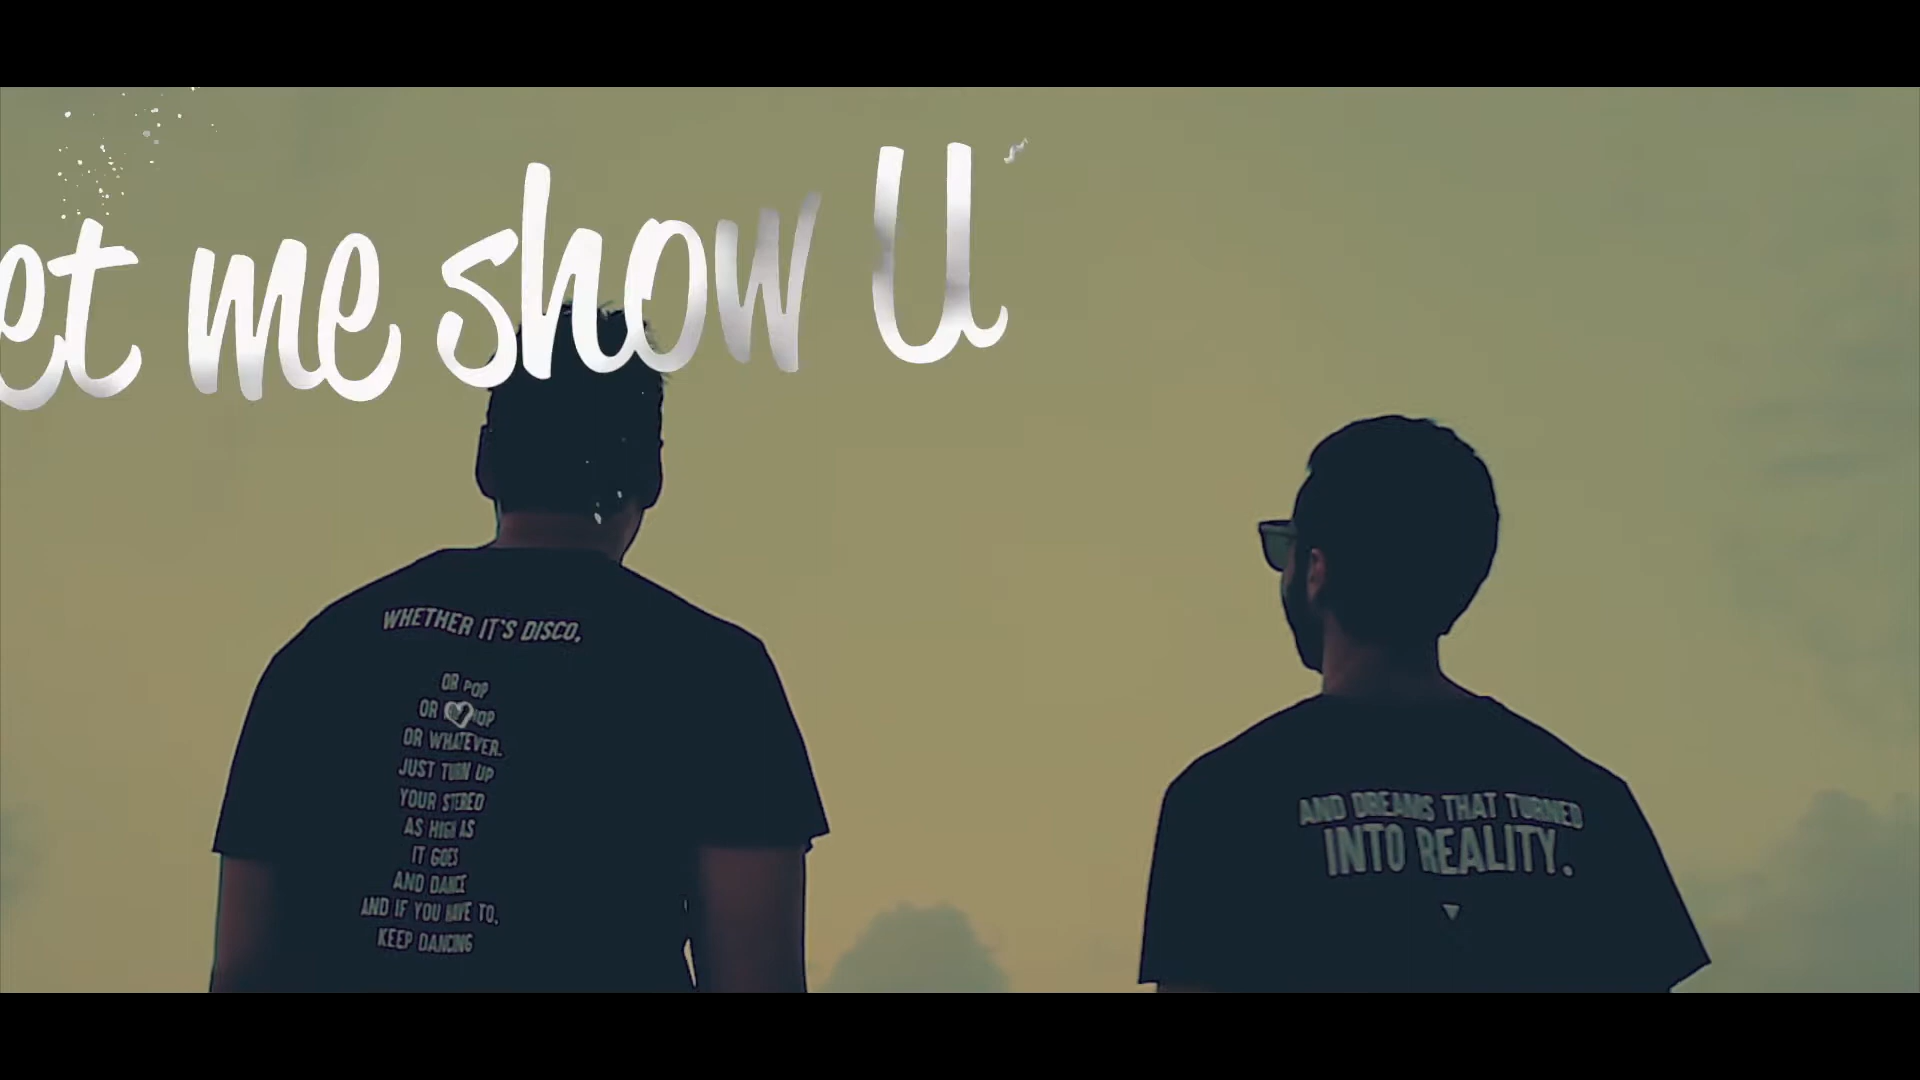 et me show U
WHETHER IT'S DISCO,
OR POP
OR HOP
OR WHATEVER.
JUST TURN UP
YOUR STEREO
AS HIGH AS
IT GOES
AND DANCE
AND IF YOU HAVE TO,
KEEP DANCING
AND DREAMS THAT TURNED
INTO REALITY.